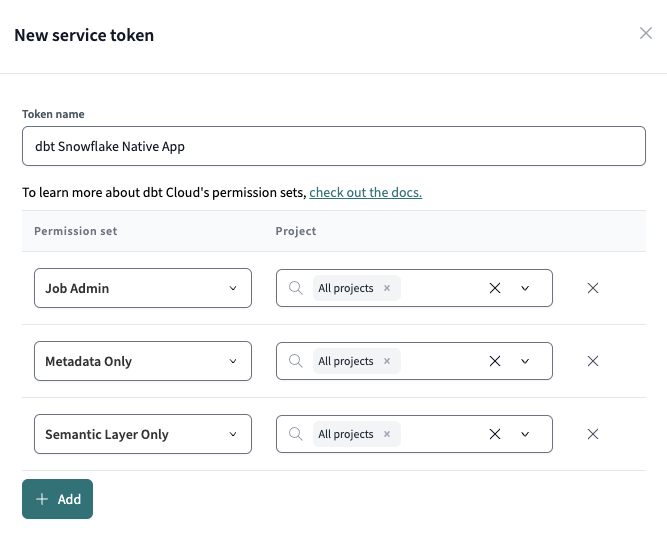 New service token
Token name
dbt Snowflake Native App
To learn more about dbt Cloud's permission sets, check out the docs.
Permission set Project
Job Admin All projects
Metadata Only All projects
Semantic Layer Only All projects
Add